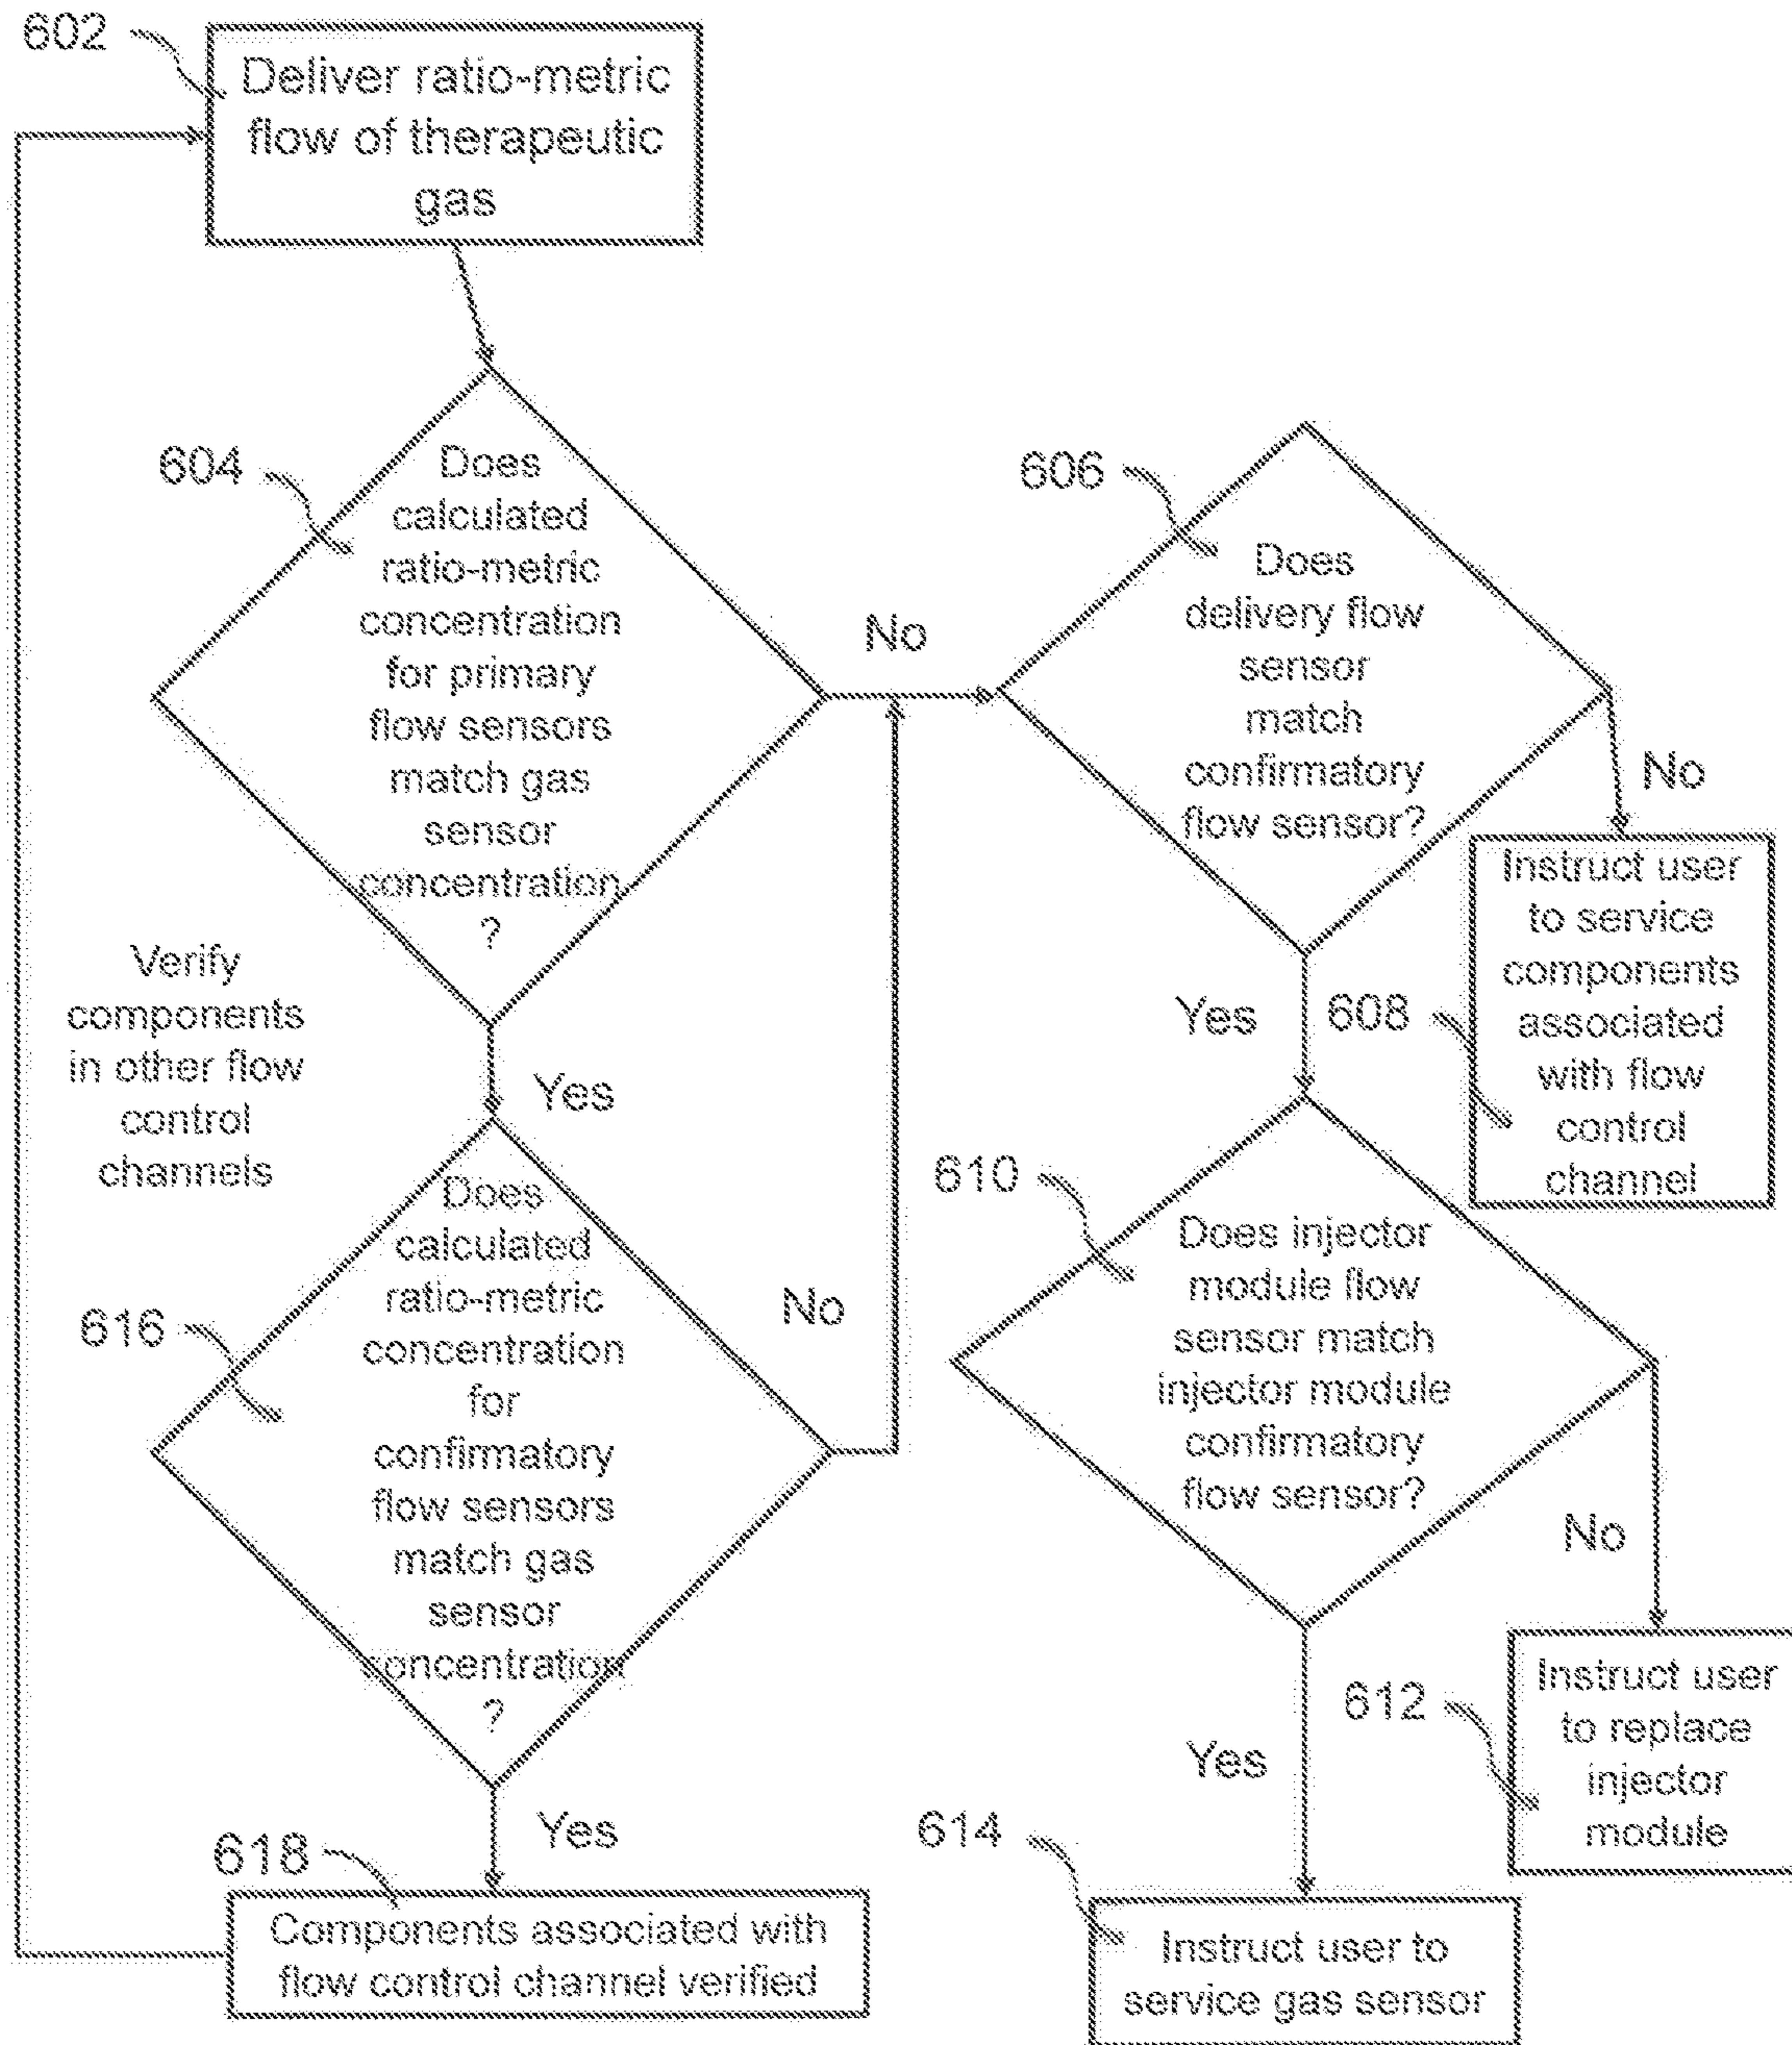 602
Deliver ratio-metric
flow of therapeutic
gas
604
Does
calculated
ratio-metric
concentration
for primary
flow sensors
match gas
sensor
concentration
?
No
606
Does
delivery flow
sensor
match
confirmatory
flow sensor?
No
608
Instruct user
to service
components
associated
with flow
control
channel
Yes
Verify
components
in other flow
control
channels
Yes
610
Does injector
module flow
sensor match
injector module
confirmatory
flow sensor?
No
612
Instruct user
to replace
injector
module
Yes
614
Instruct user to
service gas sensor
616
Does
calculated
ratio-metric
concentration
for
confirmatory
flow sensors
match gas
sensor
concentration
?
No
Yes
618
Components associated with
flow control channel verified